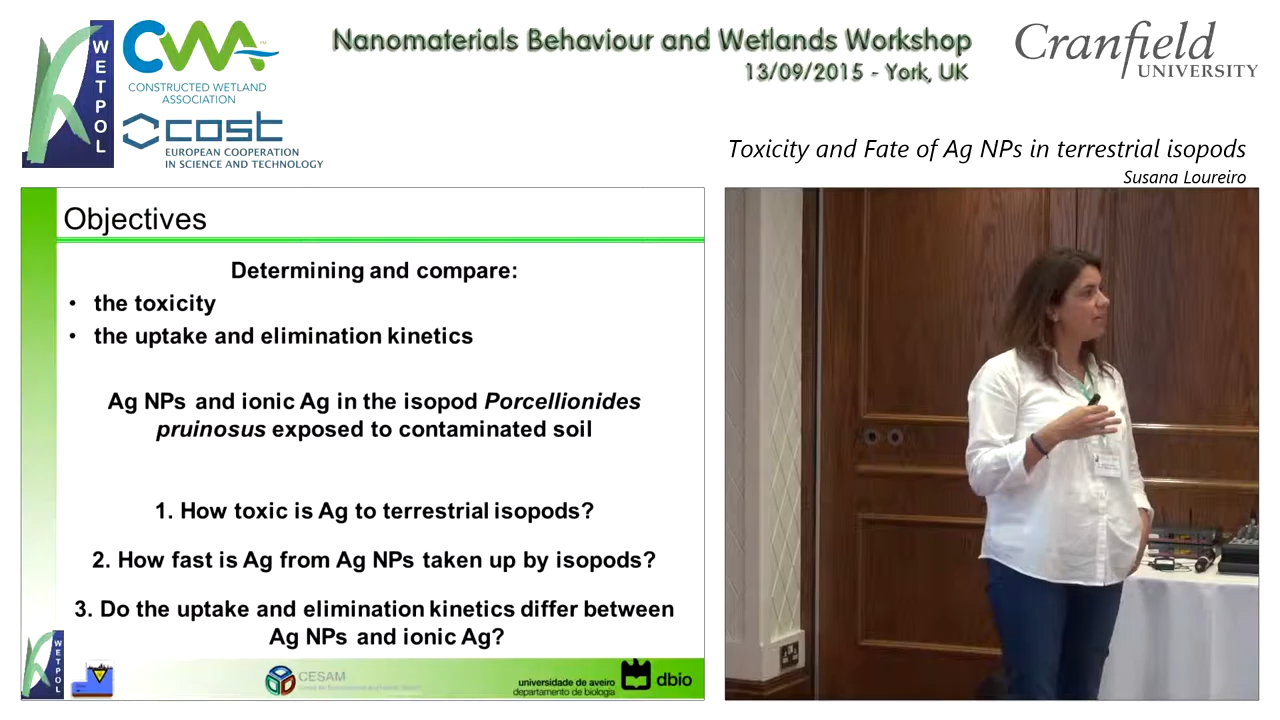 WETPOL
CWA
CONSTRUCTED WETLAND
ASSOCIATION
cost
EUROPEAN COOPERATION
IN SCIENCE AND TECHNOLOGY
Nanomaterials Behaviour and Wetlands Workshop
13/09/2015 - York, UK
Cranfield
UNIVERSITY
Toxicity and Fate of Ag NPs in terrestrial isopods
Susana Loureiro
Objectives
Determining and compare:
• the toxicity
• the uptake and elimination kinetics
Ag NPs and ionic Ag in the isopod Porcellionides
pruinosus exposed to contaminated soil
1. How toxic is Ag to terrestrial isopods?
2. How fast is Ag from Ag NPs taken up by isopods?
3. Do the uptake and elimination kinetics differ between
Ag NPs and ionic Ag?
WETPOL
CESAM
universidade de aveiro
departamento de biologia
dbio